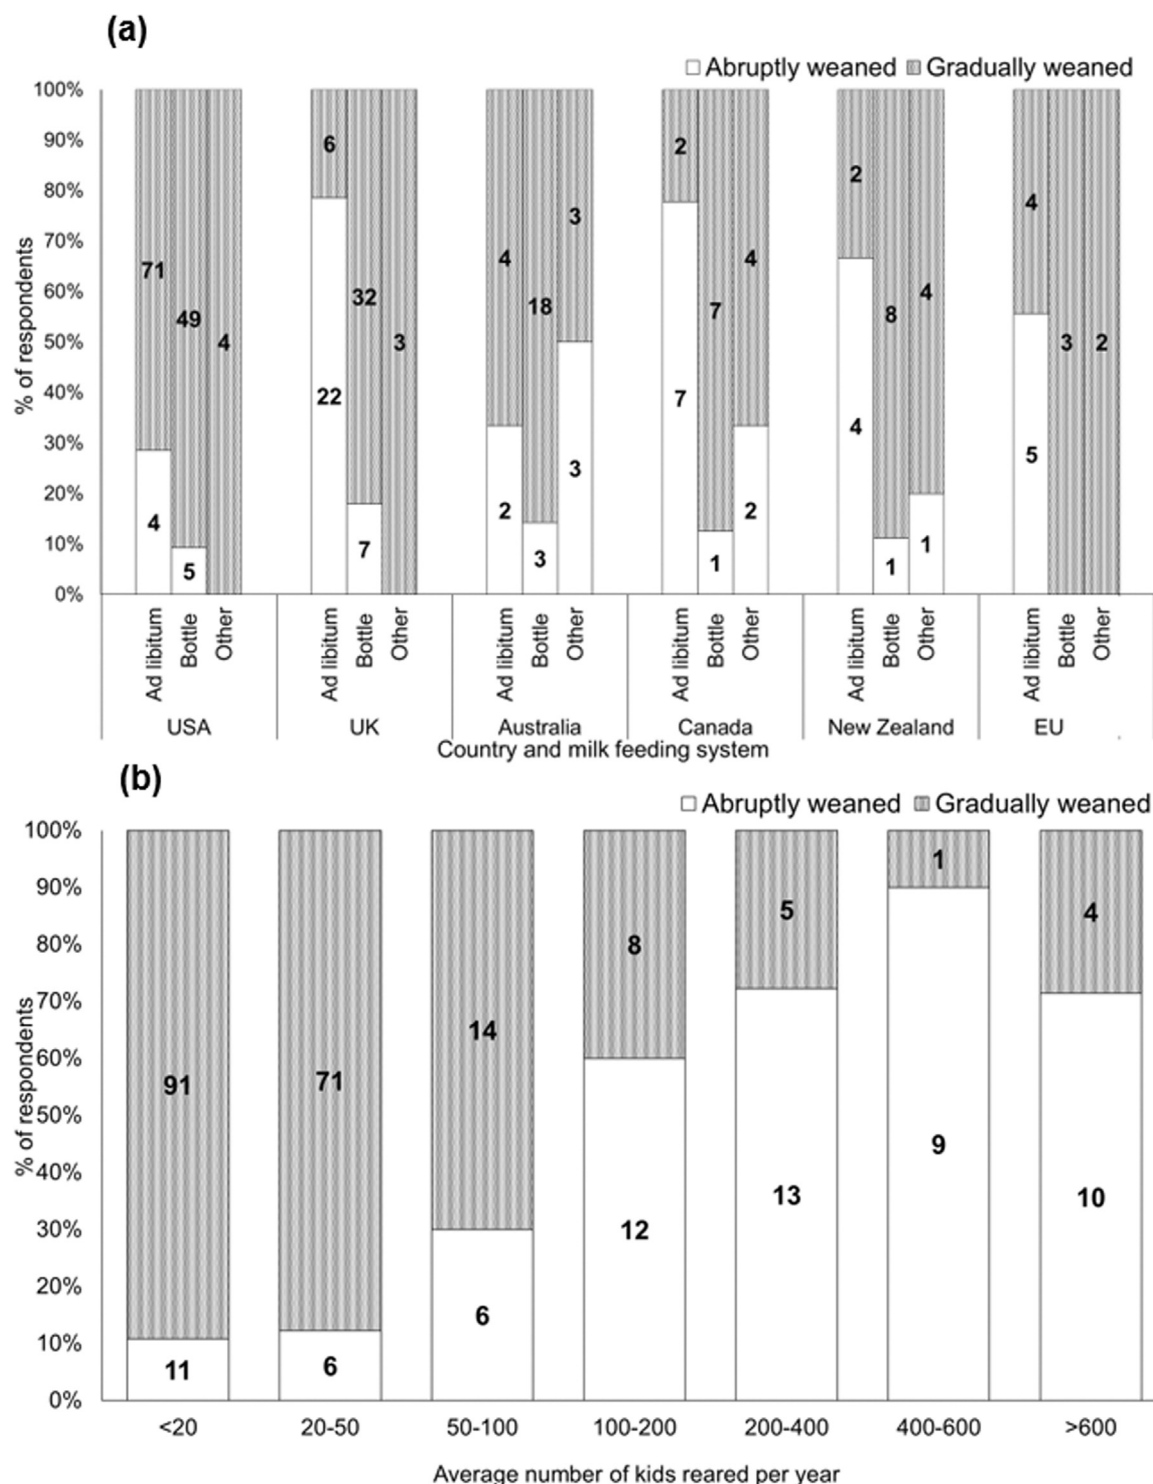 (a)
Abruptly weaned Gradually weaned
% of respondents
100%
90%
80%
70%
60%
50%
40%
30%
20%
10%
0%
71 49 4
4 5
6 32 3
22 7
4 18 3
2 3 3
2 7 4
7 1 2
2 8 4
4 1 1
4 3 2
5
Ad libitum Bottle Other Ad libitum Bottle Other Ad libitum Bottle Other Ad libitum Bottle Other Ad libitum Bottle Other Ad libitum Bottle Other
USA UK Australia Canada New Zealand EU
Country and milk feeding system
(b)
Abruptly weaned Gradually weaned
% of respondents
100%
90%
80%
70%
60%
50%
40%
30%
20%
10%
0%
91 71 14 8 5 1 4
11 6 6 12 13 9 10
<20 20-50 50-100 100-200 200-400 400-600 >600
Average number of kids reared per year